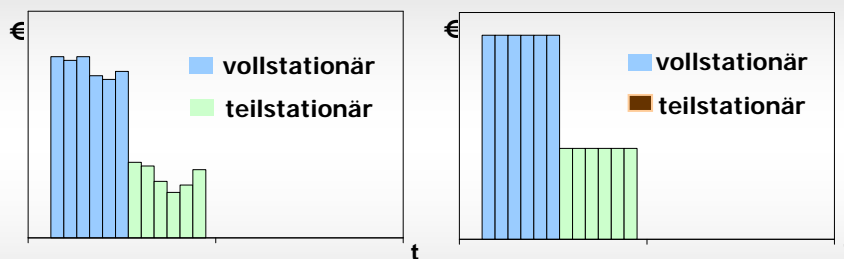 €
vollstationär
teilstationär
t
€
vollstationär
teilstationär